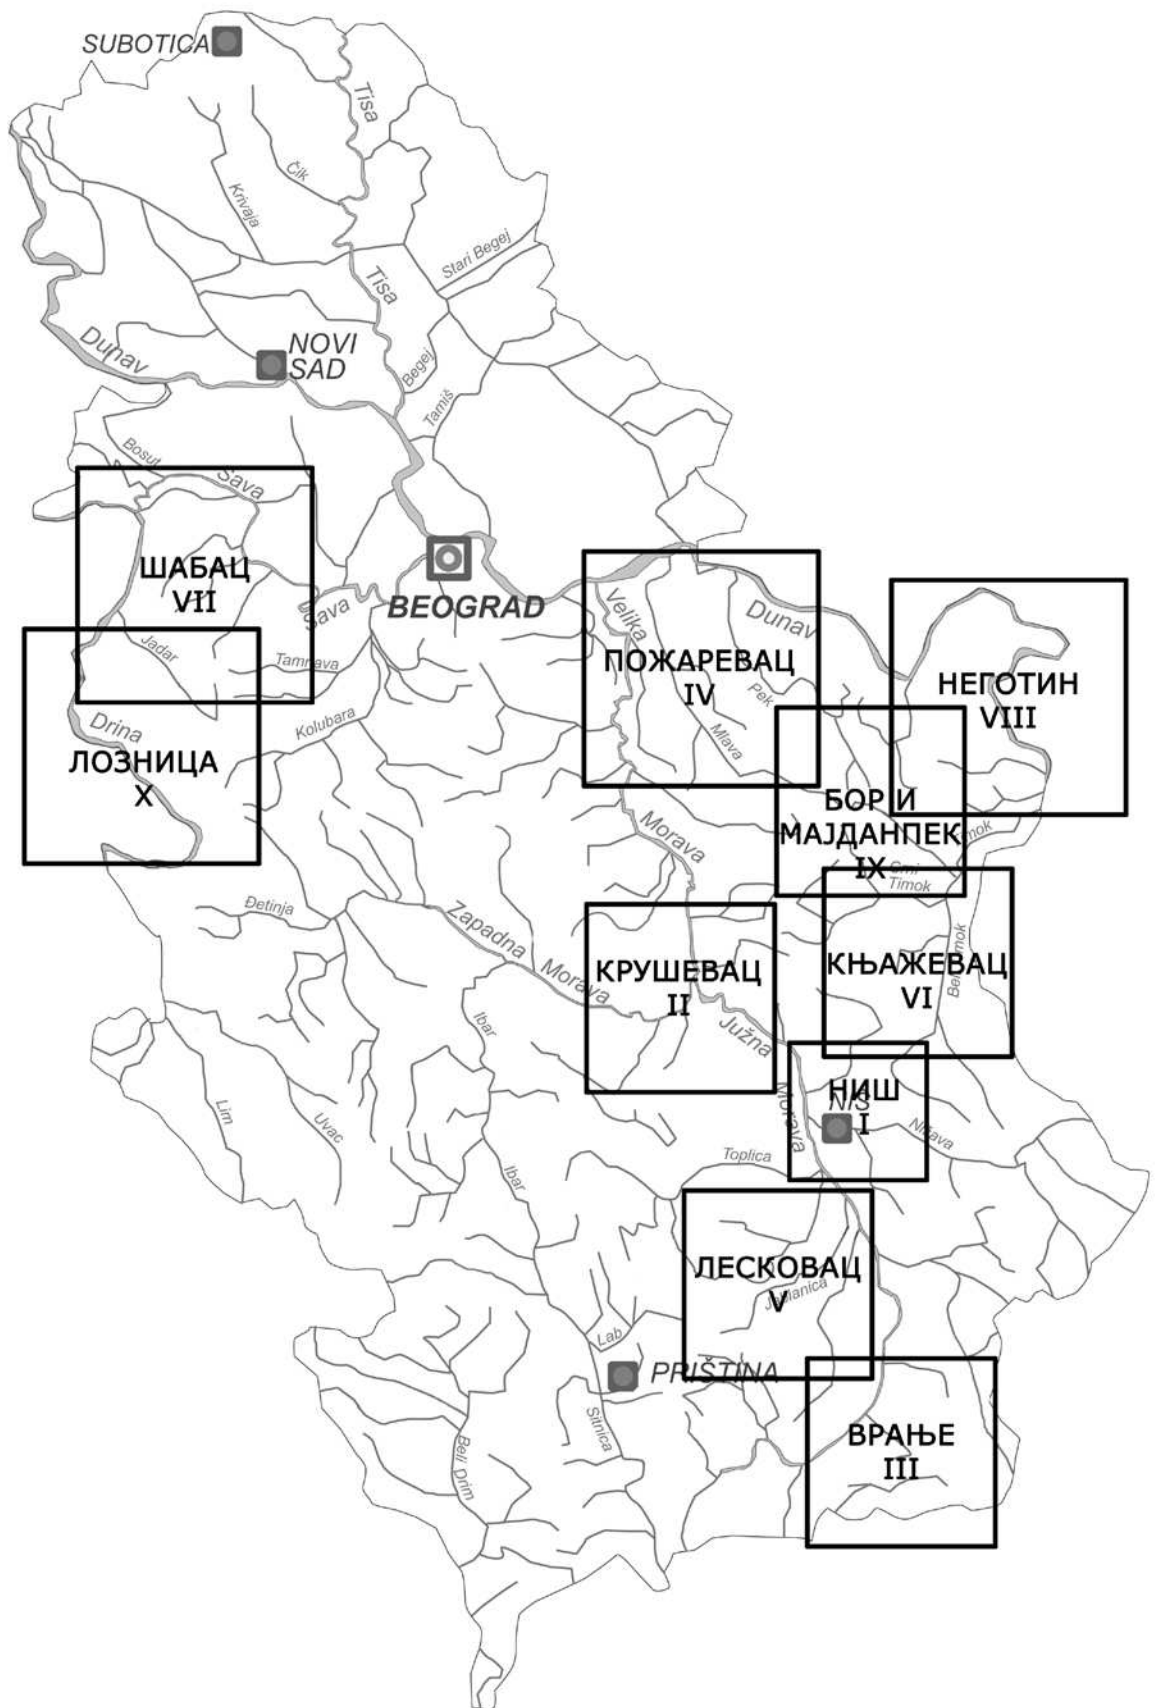 SUBOTICA
Tisa
Čik
Krivaja
Stari Begej
Tisa
Dunav
NOVI
SAD
Begej
Tamiš
Bosut
Sava
ШАБАЦ
VII
BEOGRAD
Sava
Velika
Dunav
Jadar
Tamnava
ПОЖАРЕВАЦ
IV
Pek
Mlava
НЕГОТИН
VIII
Drina
Kolubara
ЛОЗНИЦА
X
БОР И
МАЈДАНПЕК
IX
Timok
Crni
Timok
Morava
Đetinja
Zapadna
Morava
КРУШЕВАЦ
II
КЊАЖЕВАЦ
VI
Južna
Ibar
Lim
Uvac
Morava
НИШ
NIŠ
I
Nišava
Toplica
Ibar
ЛЕСКОВАЦ
V
Jablanica
Lab
PRIŠTINA
Sitnica
Beli Drim
ВРАЊЕ
III